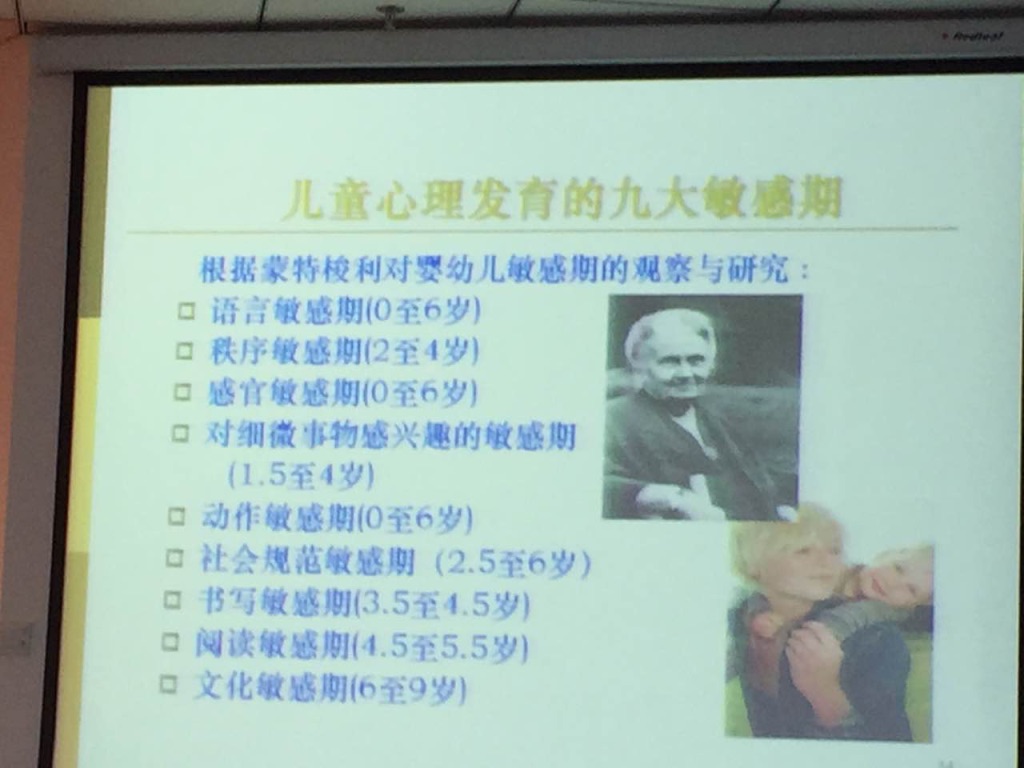 儿童心理发育的九大敏感期
根据蒙特梭利对婴幼儿敏感期的观察与研究：
语言敏感期(0至6岁)
秩序敏感期(2至4岁)
感官敏感期(0至6岁)
对细微事物感兴趣的敏感期
(1.5至4岁)
动作敏感期(0至6岁)
社会规范敏感期（2.5至6岁）
书写敏感期(3.5至4.5岁)
阅读敏感期(4.5至5.5岁)
文化敏感期(6至9岁)